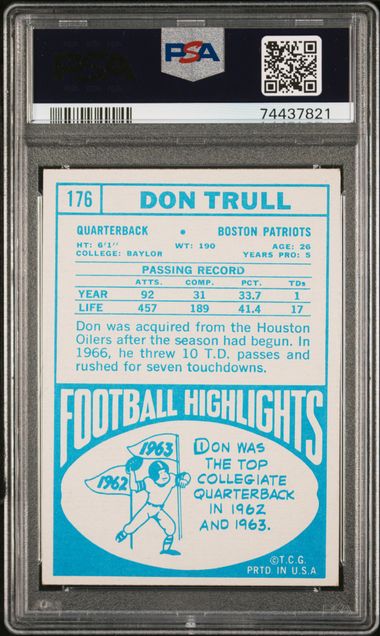 PSA
74437821
176 DON TRULL
QUARTERBACK • BOSTON PATRIOTS
HT: 6'1" WT: 190 AGE: 26
COLLEGE: BAYLOR YEARS PRO: 5
PASSING RECORD
ATTS. COMP. PCT. TDs
YEAR 92 31 33.7 1
LIFE 457 189 41.4 17
Don was acquired from the Houston
Oilers after the season had begun. In
1966, he threw 10 T.D. passes and
rushed for seven touchdowns.
FOOTBALL HIGHLIGHTS
1963
1962
DON WAS
THE TOP
COLLEGIATE
QUARTERBACK
IN 1962
AND 1963.
©T.C.G.
PRTD IN U.S.A